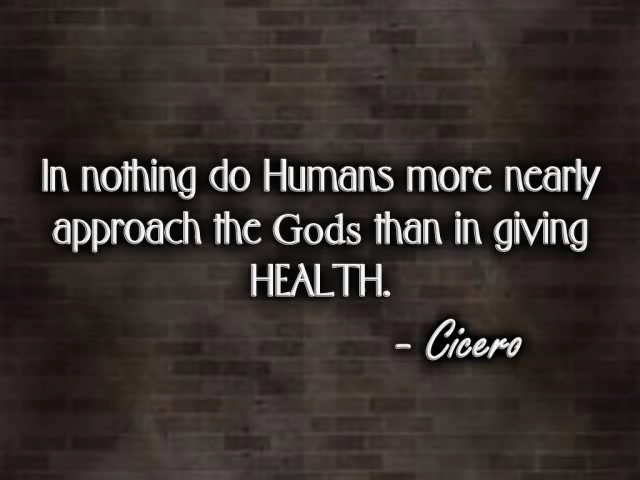 In nothing do Humans more nearly
approach the Gods than in giving
HEALTH.
- Cicero